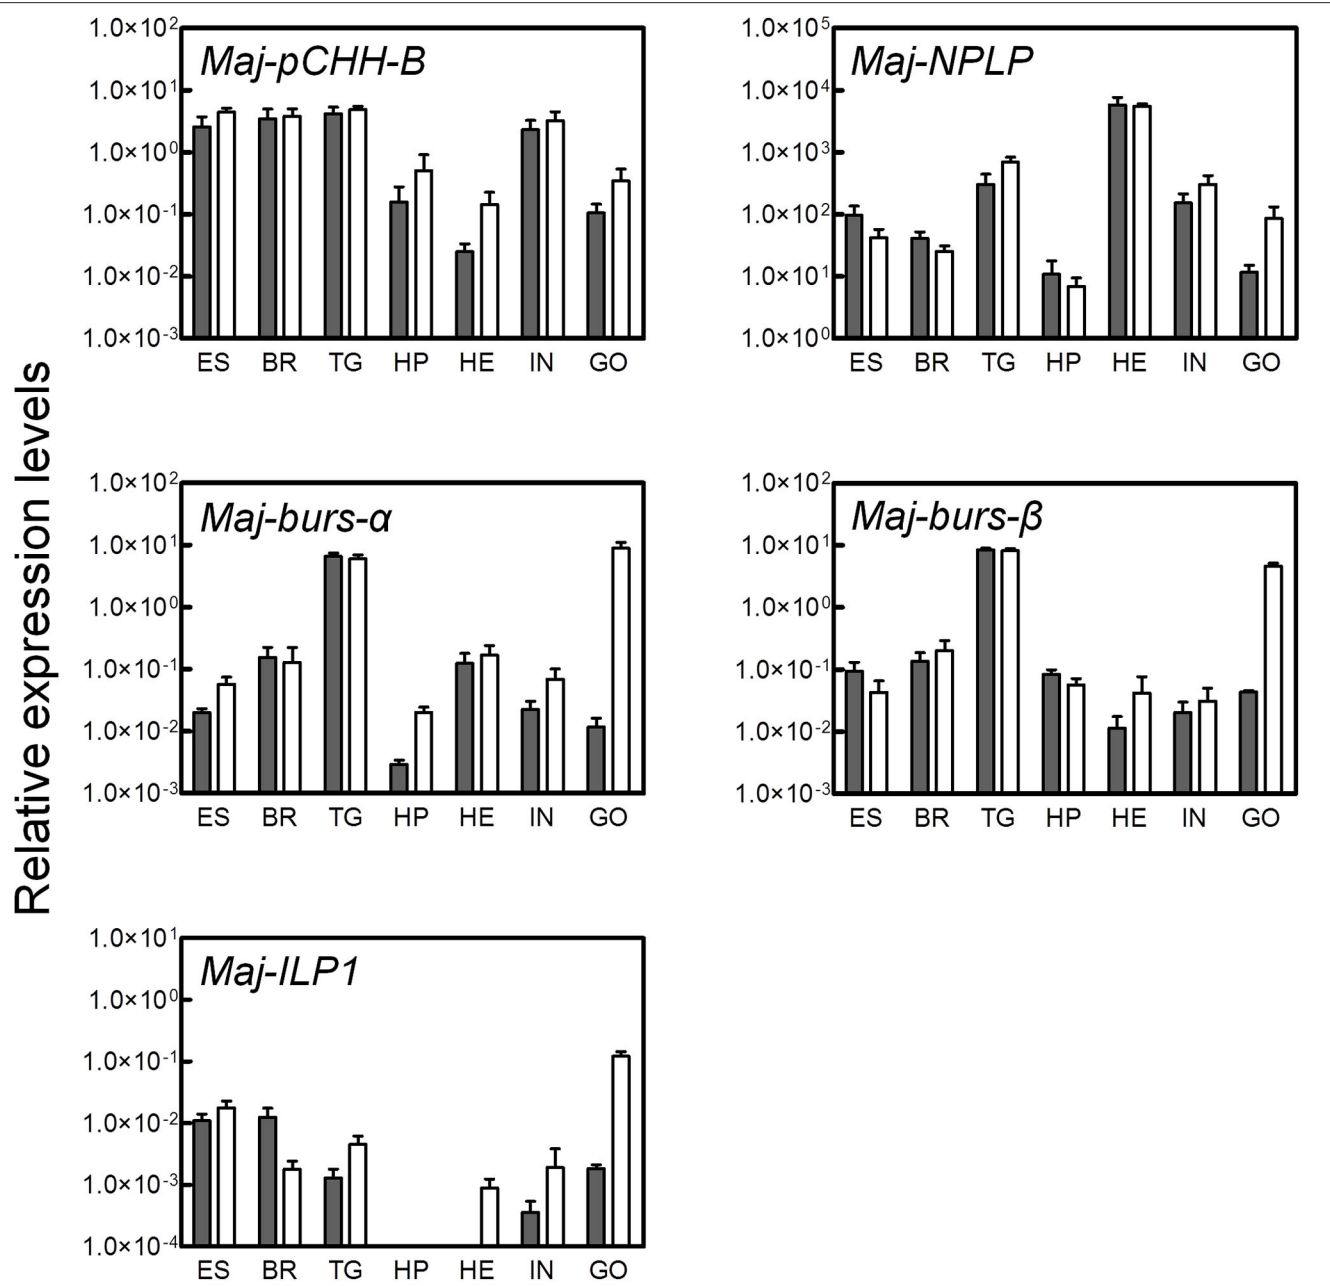 Relative expression levels
Maj-pCHH-B
1.0×10²
1.0×10¹
1.0×10⁰
1.0×10⁻¹
1.0×10⁻²
1.0×10⁻³
ES BR TG HP HE IN GO
Maj-NPLP
1.0×10⁵
1.0×10⁴
1.0×10³
1.0×10²
1.0×10¹
1.0×10⁰
ES BR TG HP HE IN GO
Maj-burs-α
1.0×10²
1.0×10¹
1.0×10⁰
1.0×10⁻¹
1.0×10⁻²
1.0×10⁻³
ES BR TG HP HE IN GO
Maj-burs-β
1.0×10²
1.0×10¹
1.0×10⁰
1.0×10⁻¹
1.0×10⁻²
1.0×10⁻³
ES BR TG HP HE IN GO
Maj-ILP1
1.0×10¹
1.0×10⁰
1.0×10⁻¹
1.0×10⁻²
1.0×10⁻³
1.0×10⁻⁴
ES BR TG HP HE IN GO